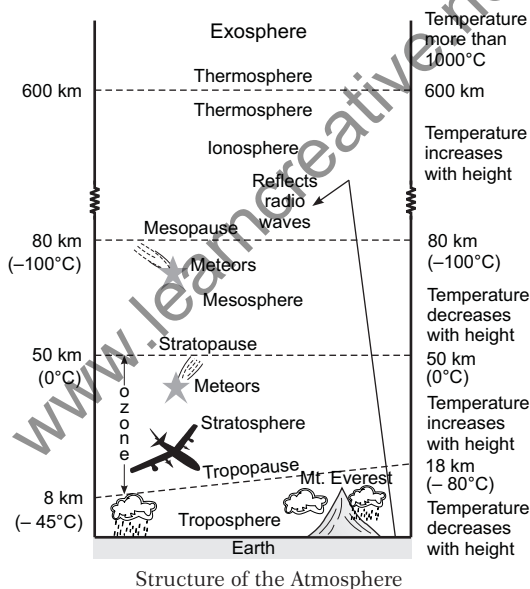 Exosphere
Temperature
more than
1000°C
Thermosphere
600 km
600 km
Thermosphere
Ionosphere
Temperature
increases
with height
Reflects
radio
waves
Mesopause
80 km
(–100°C)
80 km
(–100°C)
Meteors
Mesosphere
Temperature
decreases
with height
Stratopause
50 km
(0°C)
50 km
(0°C)
ozone
Meteors
Stratosphere
Temperature
increases
with height
Tropopause
Mt. Everest
18 km
(– 80°C)
8 km
(– 45°C)
Troposphere
Temperature
decreases
with height
Earth
Structure of the Atmosphere
www.learncreative.n